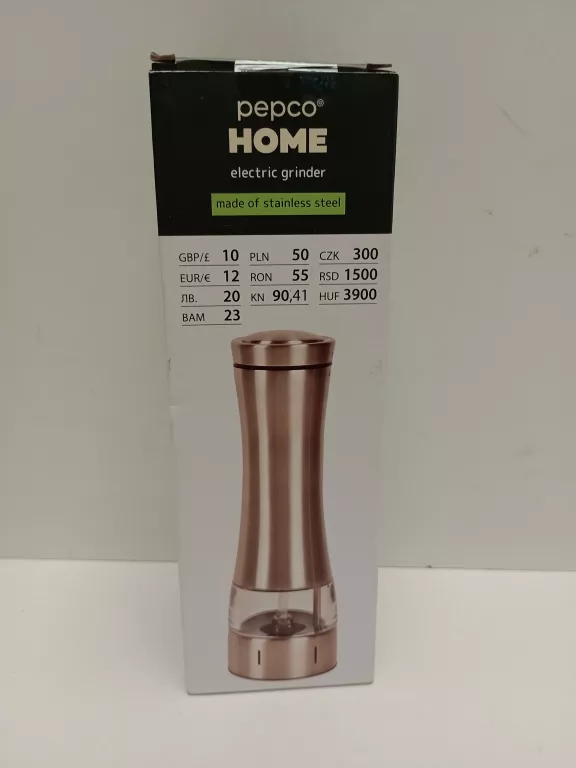 pepco®
HOME
electric grinder
made of stainless steel
GBP/£ 10 PLN 50 CZK 300
EUR/€ 12 RON 55 RSD 1500
ЛВ. 20 KN 90,41 HUF 3900
BAM 23